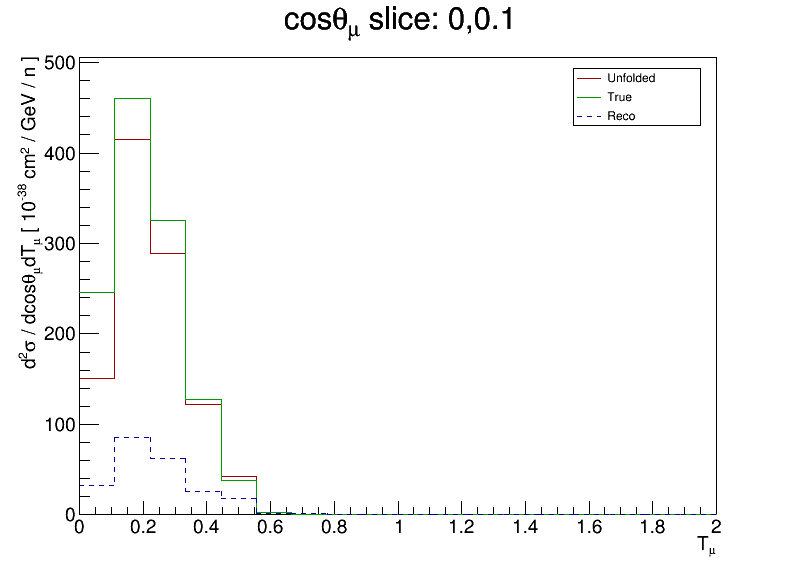 cosθμ slice: 0,0.1
d²σ / dcosθμdTμ [ 10⁻³⁸ cm² / GeV / n ]
500
400
300
200
100
0
Unfolded
True
Reco
0 0.2 0.4 0.6 0.8 1 1.2 1.4 1.6 1.8 2
Tμ